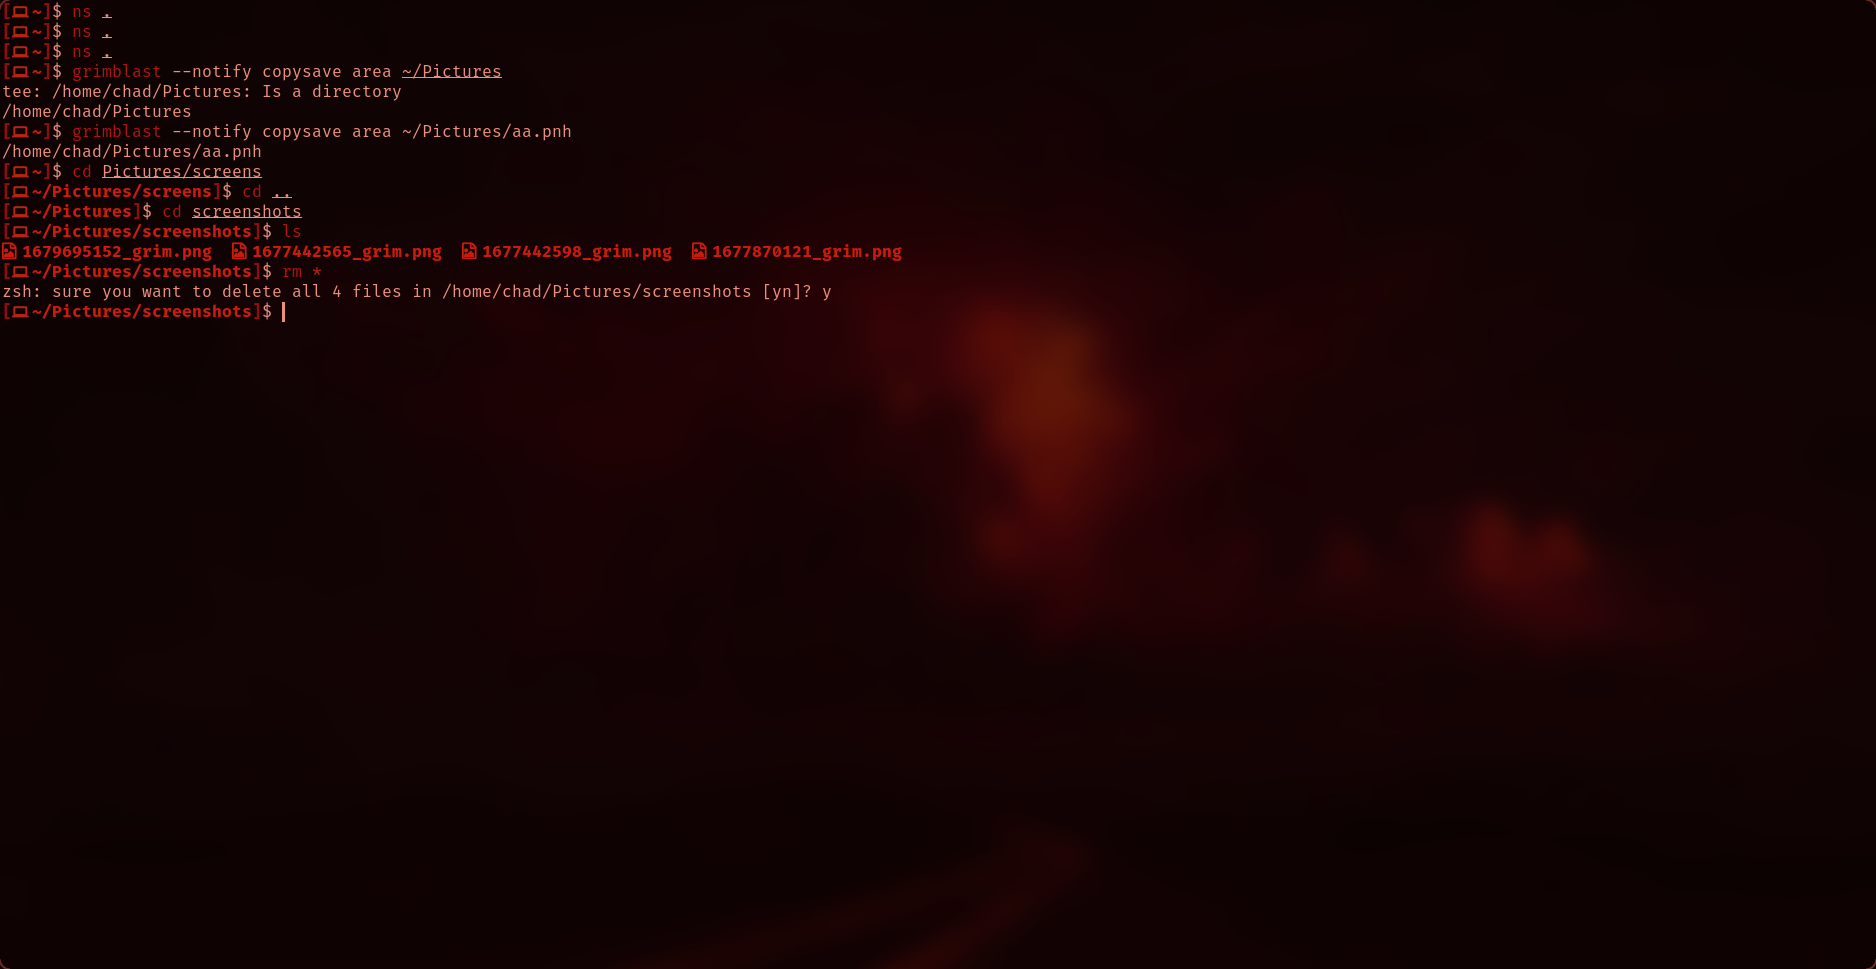 [~]$ ns .
[~]$ ns .
[~]$ ns .
[~]$ grimblast --notify copysave area ~/Pictures
tee: /home/chad/Pictures: Is a directory
/home/chad/Pictures
[~]$ grimblast --notify copysave area ~/Pictures/aa.pnh
/home/chad/Pictures/aa.pnh
[~]$ cd Pictures/screens
[~/Pictures/screens]$ cd ..
[~/Pictures]$ cd screenshots
[~/Pictures/screenshots]$ ls
1679695152_grim.png 1677442565_grim.png 1677442598_grim.png 1677870121_grim.png
[~/Pictures/screenshots]$ rm *
zsh: sure you want to delete all 4 files in /home/chad/Pictures/screenshots [yn]? y
[~/Pictures/screenshots]$